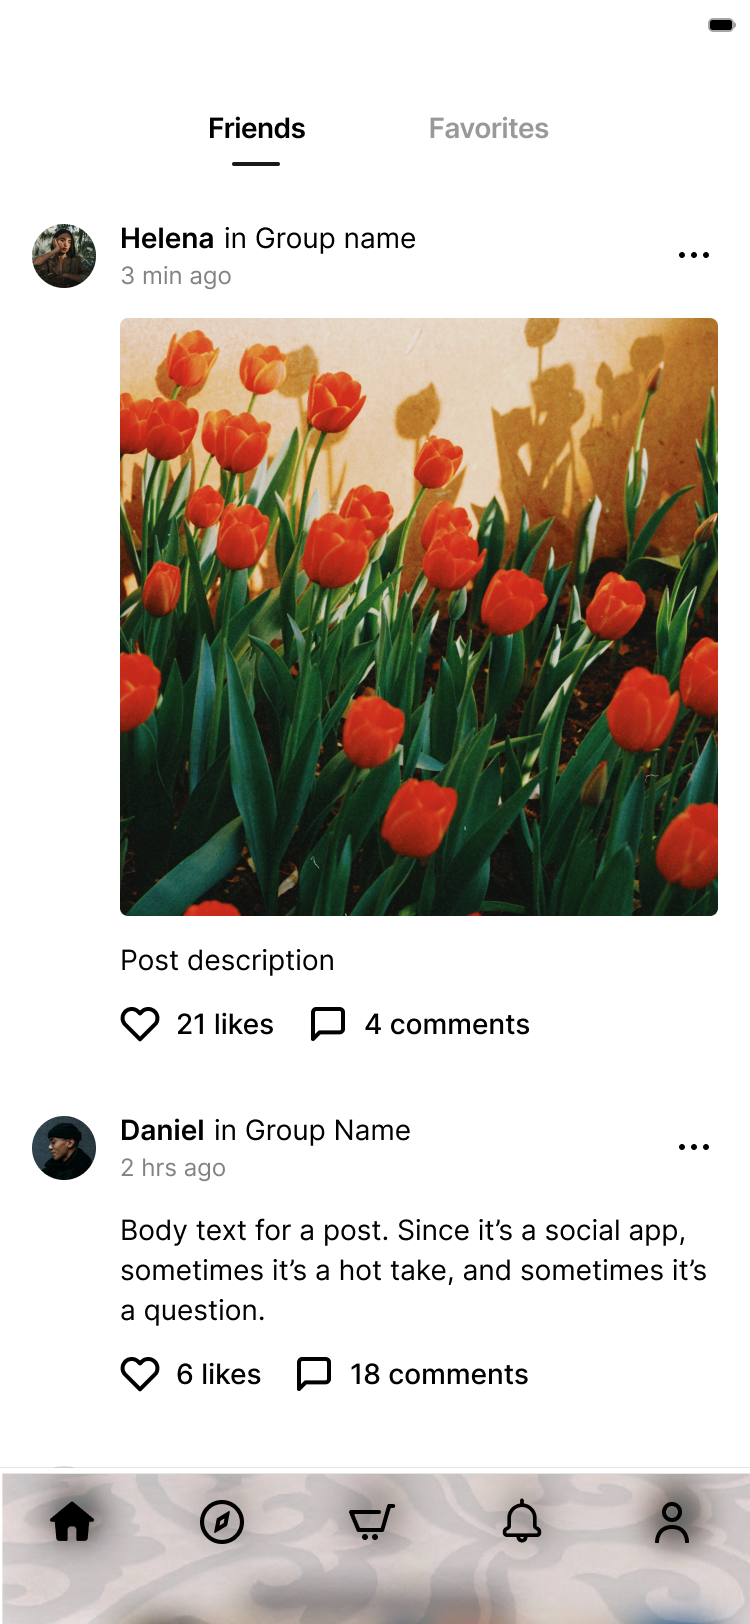 Friends
Favorites
Helena in Group name
3 min ago
Post description
21 likes
4 comments
Daniel in Group Name
2 hrs ago
Body text for a post. Since it’s a social app,
sometimes it’s a hot take, and sometimes it’s
a question.
6 likes
18 comments